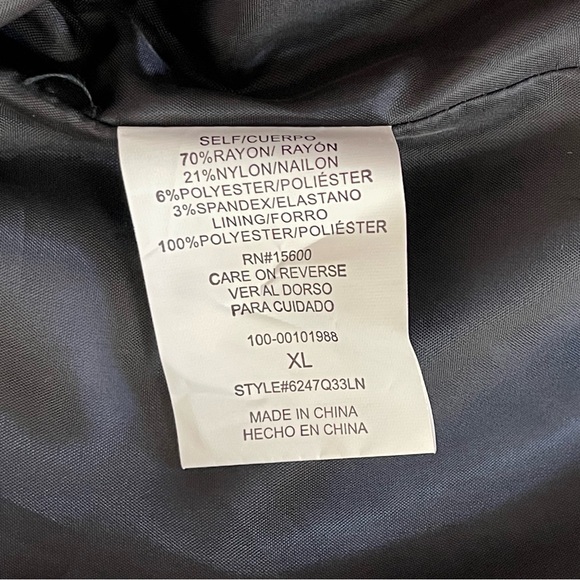 SELF/CUERPO
70%RAYON/ RAYÓN
21%NYLON/NAILON
6%POLYESTER/POLIÉSTER
3%SPANDEX/ELASTANO
LINING/FORRO
100%POLYESTER/POLIÉSTER
RN#15600
CARE ON REVERSE
VER AL DORSO
PARA CUIDADO
100-00101988
XL
STYLE#6247Q33LN
MADE IN CHINA
HECHO EN CHINA